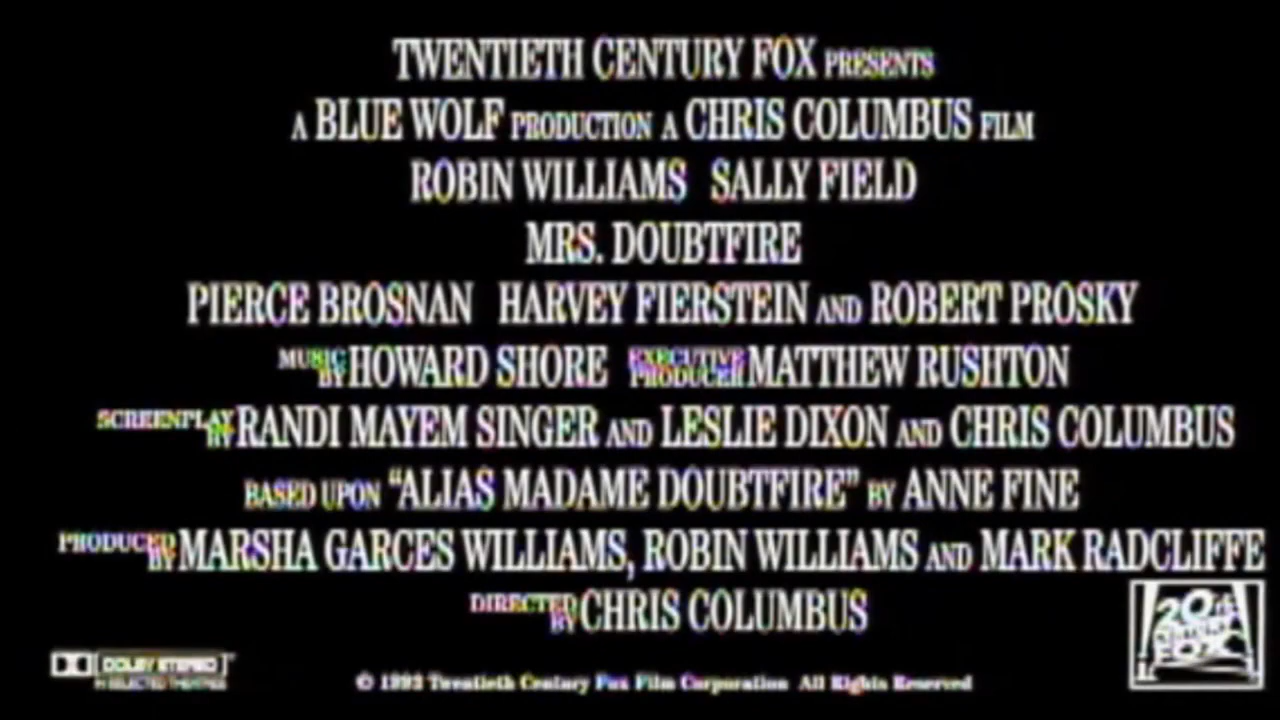 TWENTIETH CENTURY FOX PRESENTS
A BLUE WOLF PRODUCTION A CHRIS COLUMBUS FILM
ROBIN WILLIAMS SALLY FIELD
MRS. DOUBTFIRE
PIERCE BROSNAN HARVEY FIERSTEIN AND ROBERT PROSKY
MUSIC BY HOWARD SHORE EXECUTIVE PRODUCER MATTHEW RUSHTON
SCREENPLAY BY RANDI MAYEM SINGER AND LESLIE DIXON AND CHRIS COLUMBUS
BASED UPON “ALIAS MADAME DOUBTFIRE” BY ANNE FINE
PRODUCED BY MARSHA GARCES WILLIAMS, ROBIN WILLIAMS AND MARK RADCLIFFE
DIRECTED BY CHRIS COLUMBUS
20th CENTURY FOX
DOLBY STEREO
IN SELECTED THEATRES
© 1993 Twentieth Century Fox Film Corporation All Rights Reserved